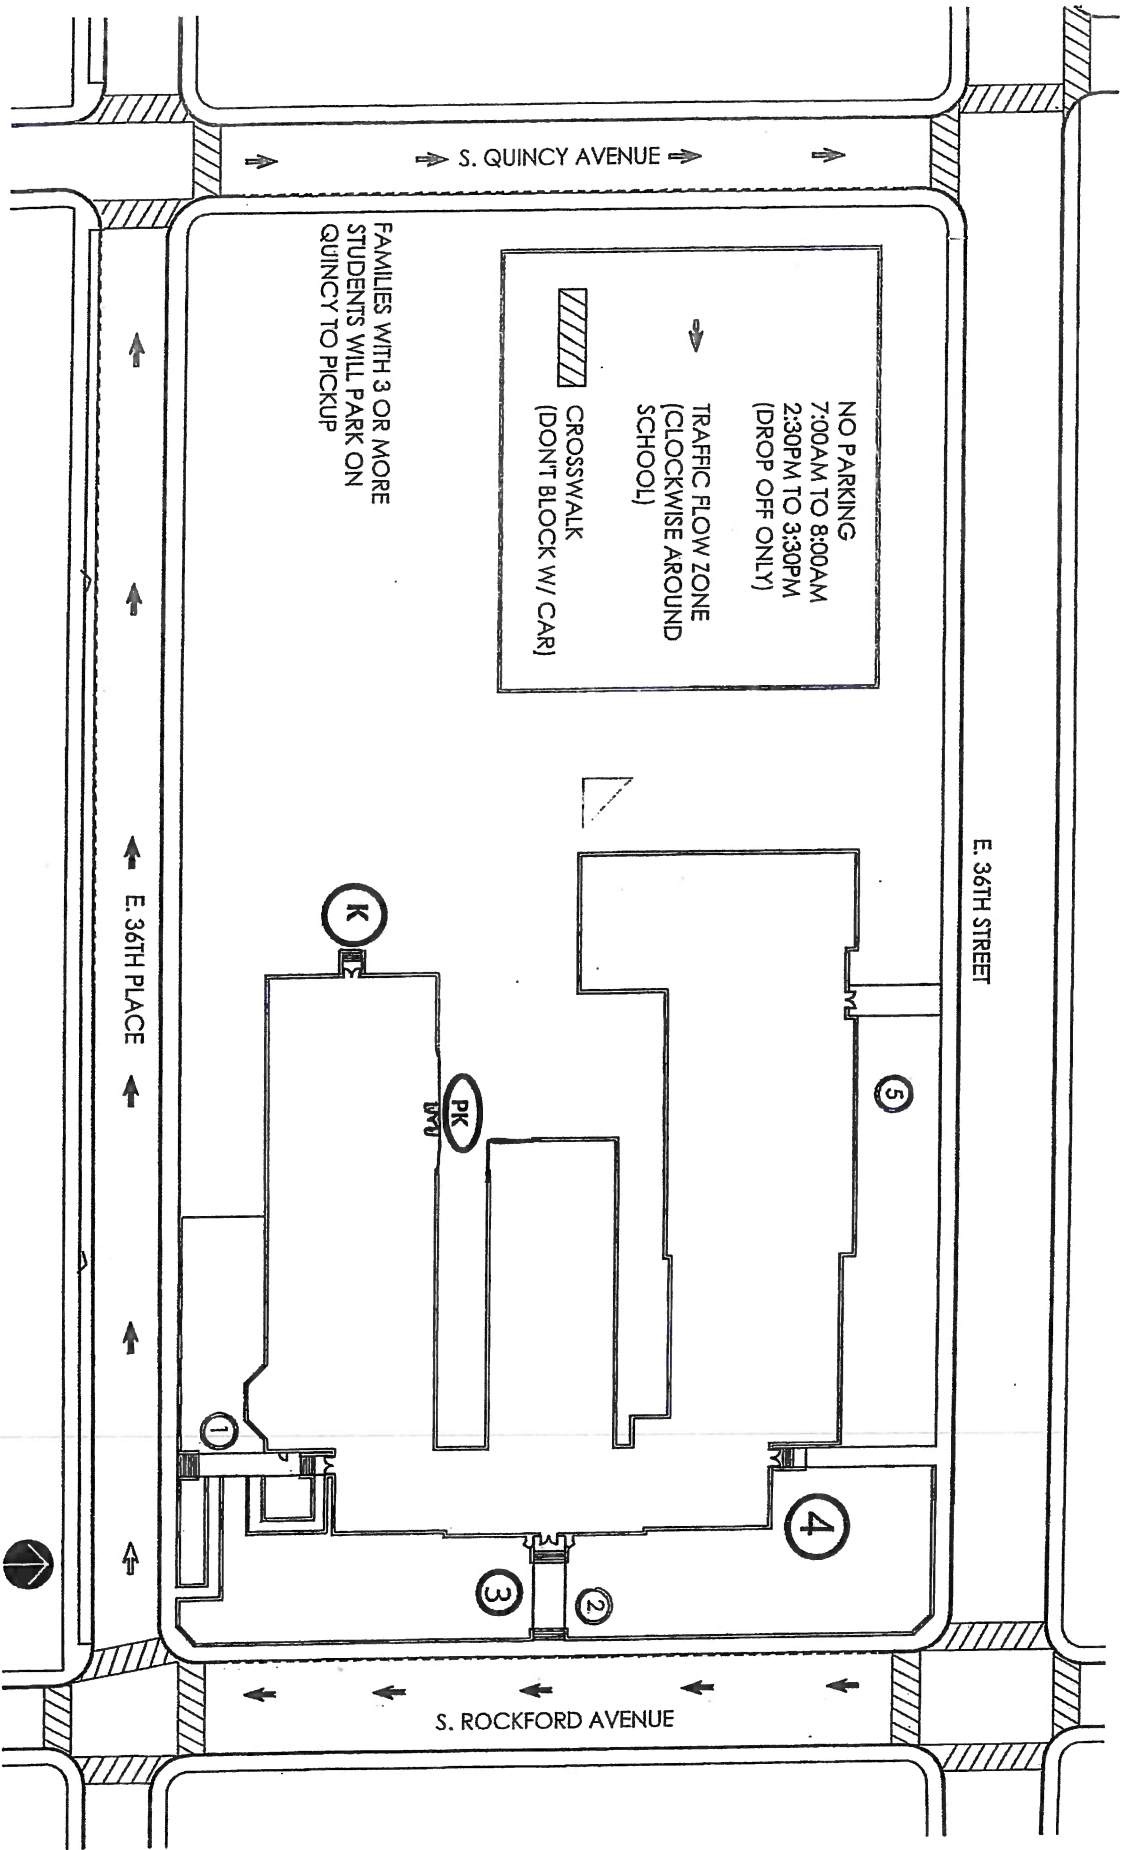 S. QUINCY AVENUE
E. 36TH STREET
NO PARKING
7:00AM TO 8:00AM
2:30PM TO 3:30PM
(DROP OFF ONLY)
TRAFFIC FLOW ZONE
(CLOCKWISE AROUND
SCHOOL)
CROSSWALK
(DON'T BLOCK W/ CAR)
FAMILIES WITH 3 OR MORE
STUDENTS WILL PARK ON
QUINCY TO PICKUP
K
PK
5
E. 36TH PLACE
1
4
3
2
S. ROCKFORD AVENUE